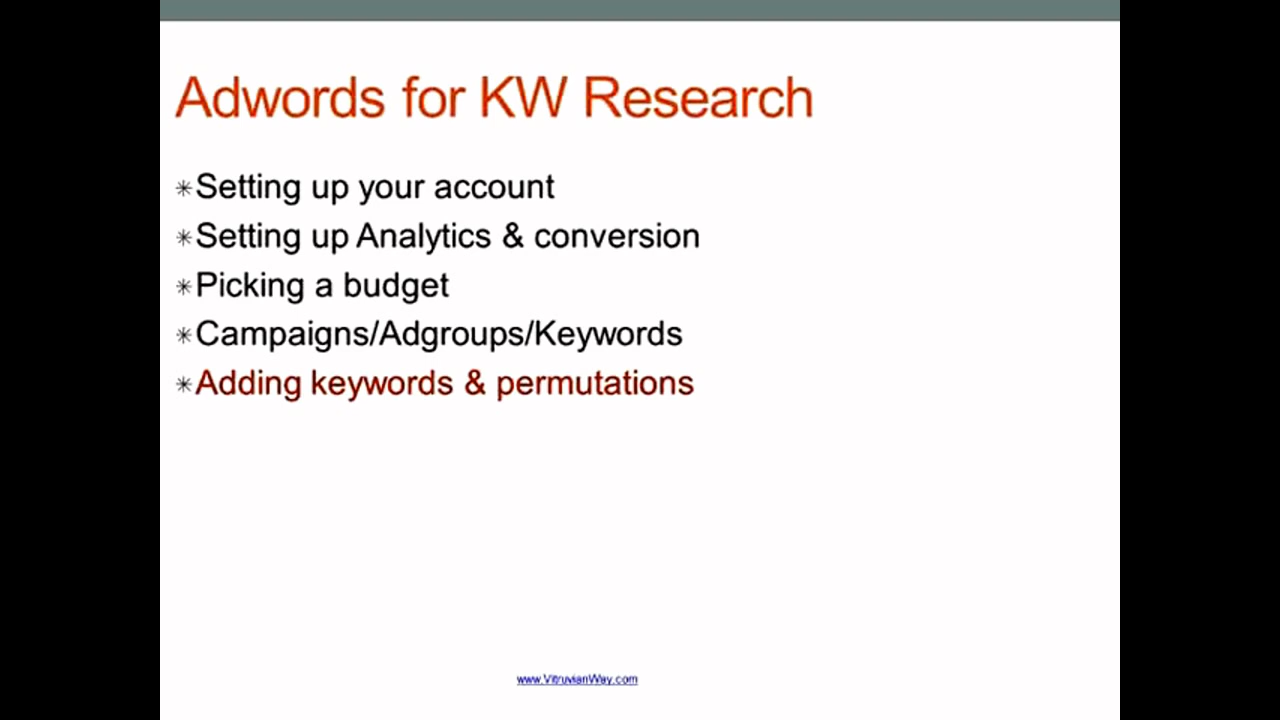 Adwords for KW Research
✳Setting up your account
✳Setting up Analytics & conversion
✳Picking a budget
✳Campaigns/Adgroups/Keywords
✳Adding keywords & permutations
www.VitruvianWay.com